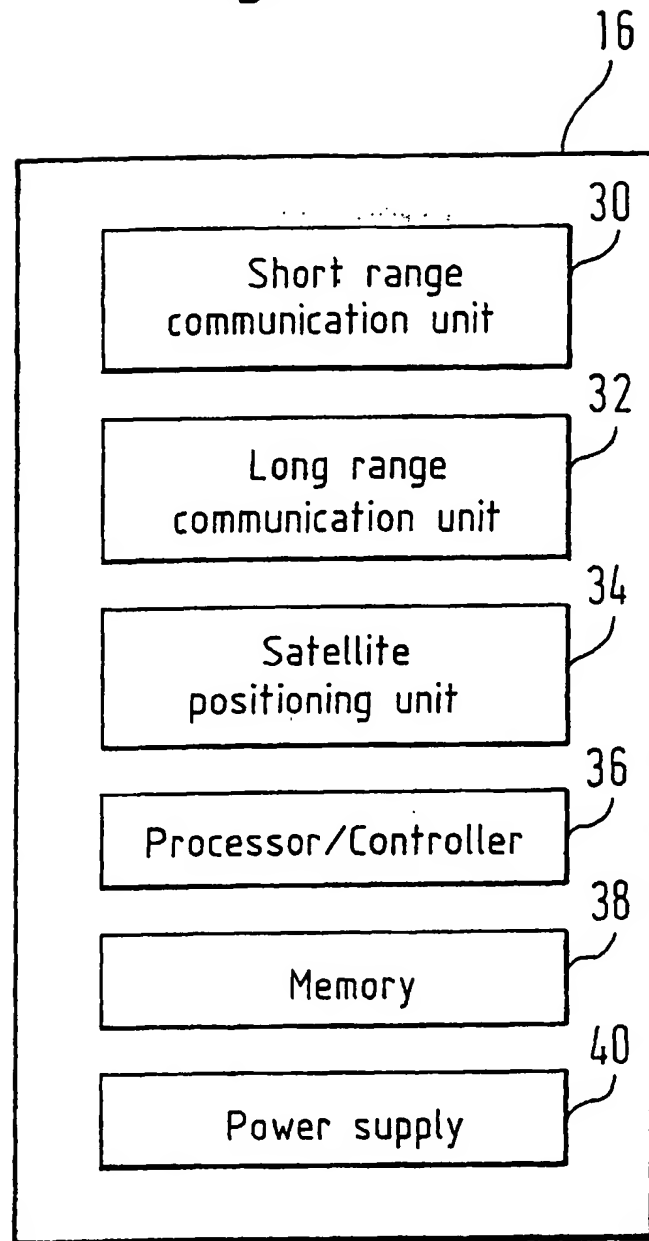 16
30
Short range
communication unit
32
Long range
communication unit
34
Satellite
positioning unit
36
Processor/Controller
38
Memory
40
Power supply